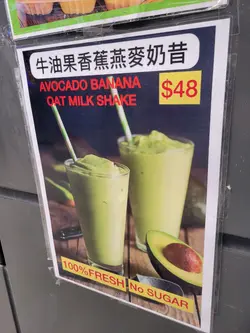 牛油果香蕉燕麥奶昔
AVOCADO BANANA
OAT MILK SHAKE
$48
100% FRESH No SUGAR